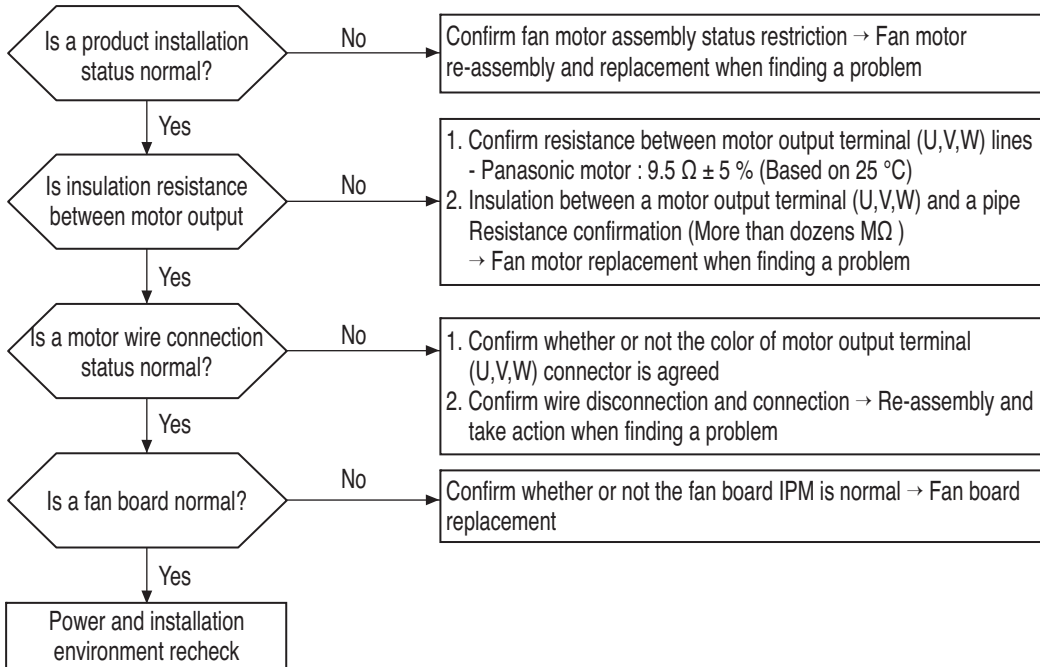 Is a product installation
status normal?
No
Confirm fan motor assembly status restriction → Fan motor
re-assembly and replacement when finding a problem
Yes
Is insulation resistance
between motor output
No
1. Confirm resistance between motor output terminal (U,V,W) lines
- Panasonic motor : 9.5 Ω ± 5 % (Based on 25 °C)
2. Insulation between a motor output terminal (U,V,W) and a pipe
Resistance confirmation (More than dozens MΩ )
→ Fan motor replacement when finding a problem
Yes
Is a motor wire connection
status normal?
No
1. Confirm whether or not the color of motor output terminal
(U,V,W) connector is agreed
2. Confirm wire disconnection and connection → Re-assembly and
take action when finding a problem
Yes
Is a fan board normal?
No
Confirm whether or not the fan board IPM is normal → Fan board
replacement
Yes
Power and installation
environment recheck